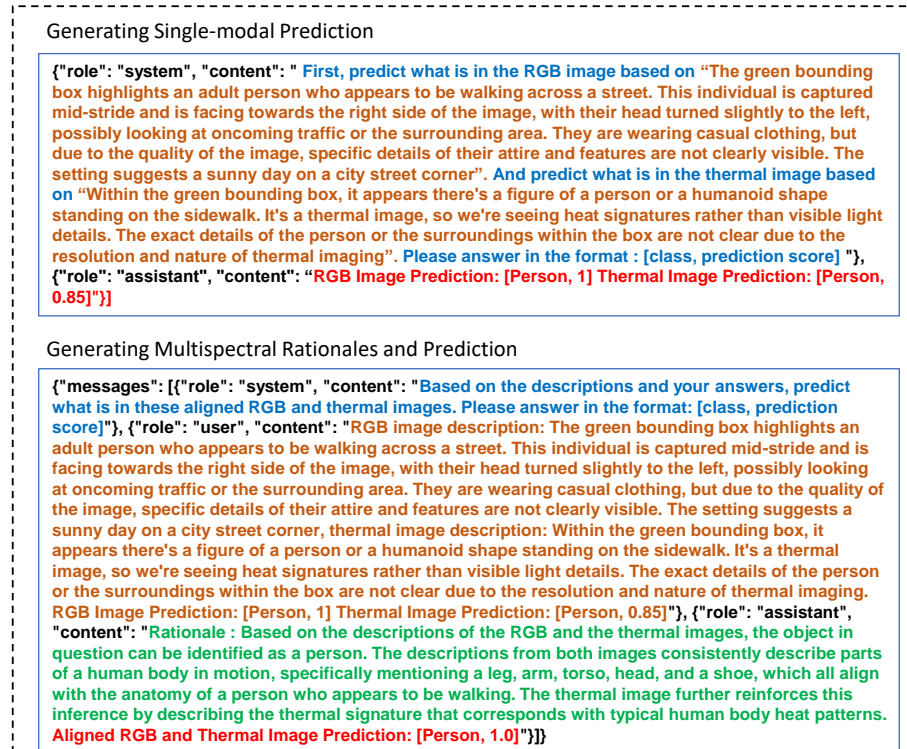 Generating Single-modal Prediction
{"role": "system", "content": " First, predict what is in the RGB image based on “The green bounding
box highlights an adult person who appears to be walking across a street. This individual is captured
mid-stride and is facing towards the right side of the image, with their head turned slightly to the left,
possibly looking at oncoming traffic or the surrounding area. They are wearing casual clothing, but
due to the quality of the image, specific details of their attire and features are not clearly visible. The
setting suggests a sunny day on a city street corner”. And predict what is in the thermal image based
on “Within the green bounding box, it appears there's a figure of a person or a humanoid shape
standing on the sidewalk. It's a thermal image, so we're seeing heat signatures rather than visible light
details. The exact details of the person or the surroundings within the box are not clear due to the
resolution and nature of thermal imaging”. Please answer in the format : [class, prediction score] "},
{"role": "assistant", "content": “RGB Image Prediction: [Person, 1] Thermal Image Prediction: [Person,
0.85]"}]
Generating Multispectral Rationales and Prediction
{"messages": [{"role": "system", "content": "Based on the descriptions and your answers, predict
what is in these aligned RGB and thermal images. Please answer in the format: [class, prediction
score]"}, {"role": "user", "content": "RGB image description: The green bounding box highlights an
adult person who appears to be walking across a street. This individual is captured mid-stride and is
facing towards the right side of the image, with their head turned slightly to the left, possibly looking
at oncoming traffic or the surrounding area. They are wearing casual clothing, but due to the quality of
the image, specific details of their attire and features are not clearly visible. The setting suggests a
sunny day on a city street corner, thermal image description: Within the green bounding box, it
appears there's a figure of a person or a humanoid shape standing on the sidewalk. It's a thermal
image, so we're seeing heat signatures rather than visible light details. The exact details of the person
or the surroundings within the box are not clear due to the resolution and nature of thermal imaging.
RGB Image Prediction: [Person, 1] Thermal Image Prediction: [Person, 0.85]"}, {"role": "assistant",
"content": "Rationale : Based on the descriptions of the RGB and the thermal images, the object in
question can be identified as a person. The descriptions from both images consistently describe parts
of a human body in motion, specifically mentioning a leg, arm, torso, head, and a shoe, which all align
with the anatomy of a person who appears to be walking. The thermal image further reinforces this
inference by describing the thermal signature that corresponds with typical human body heat patterns.
Aligned RGB and Thermal Image Prediction: [Person, 1.0]"}]}